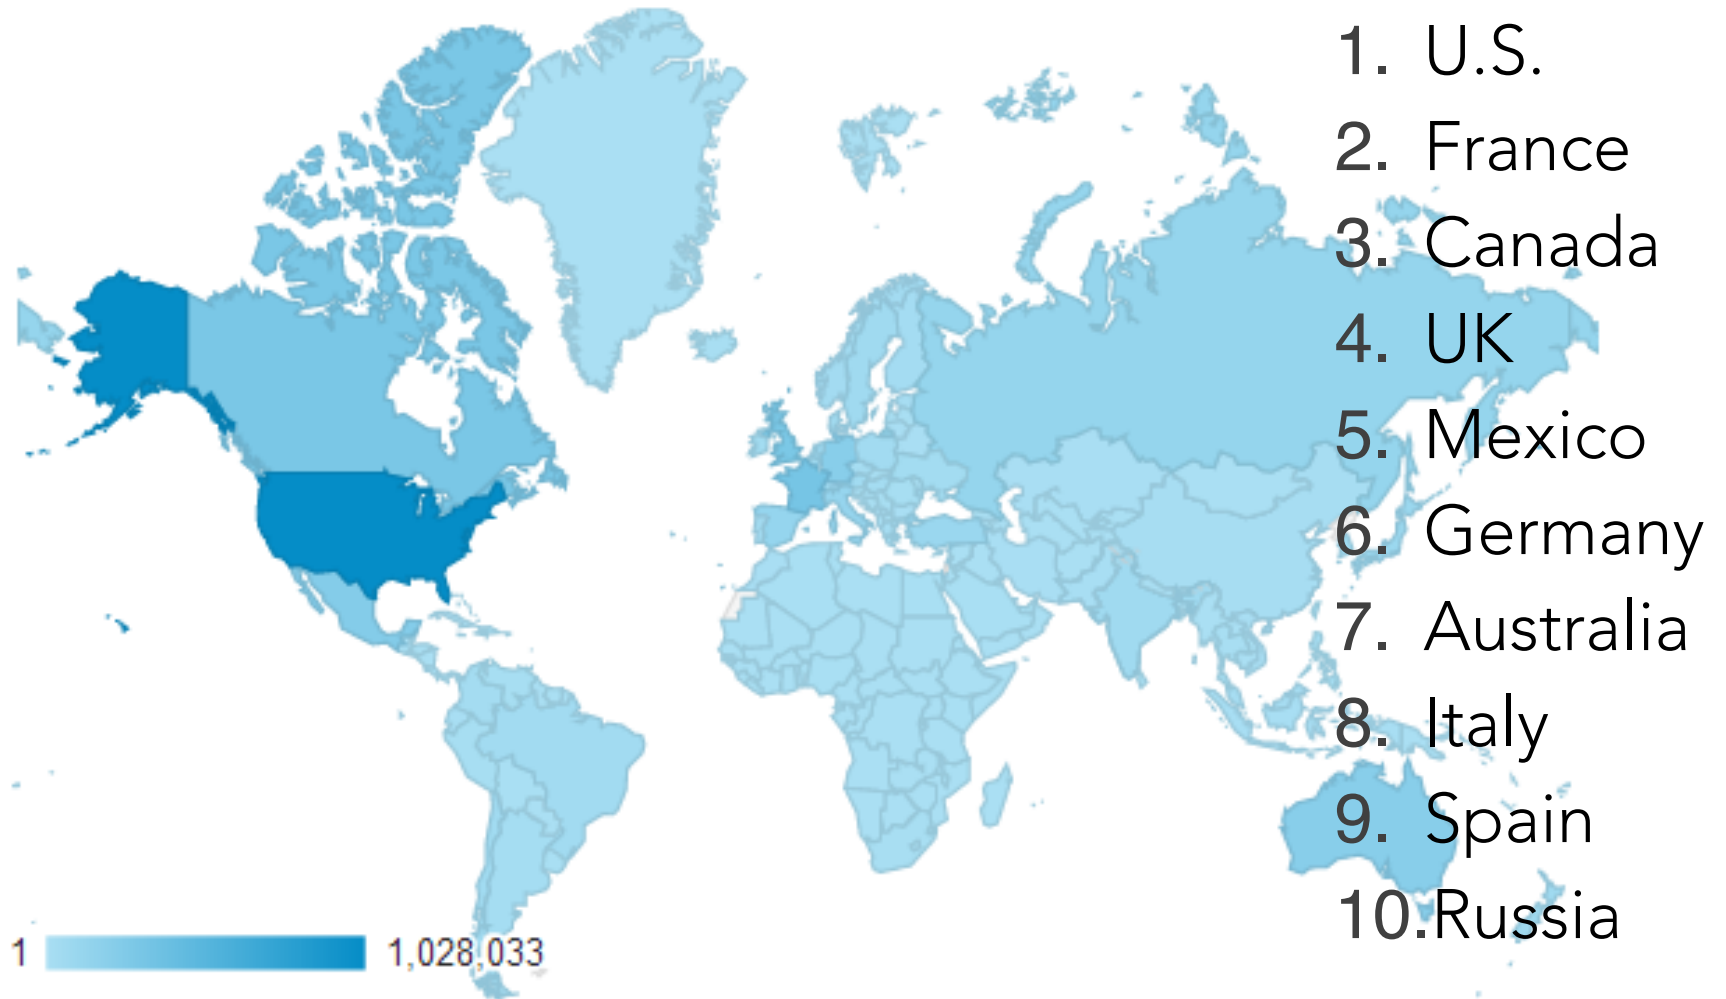 1. U.S.
2. France
3. Canada
4. UK
5. Mexico
6. Germany
7. Australia
8. Italy
9. Spain
10. Russia
1 1,028,033